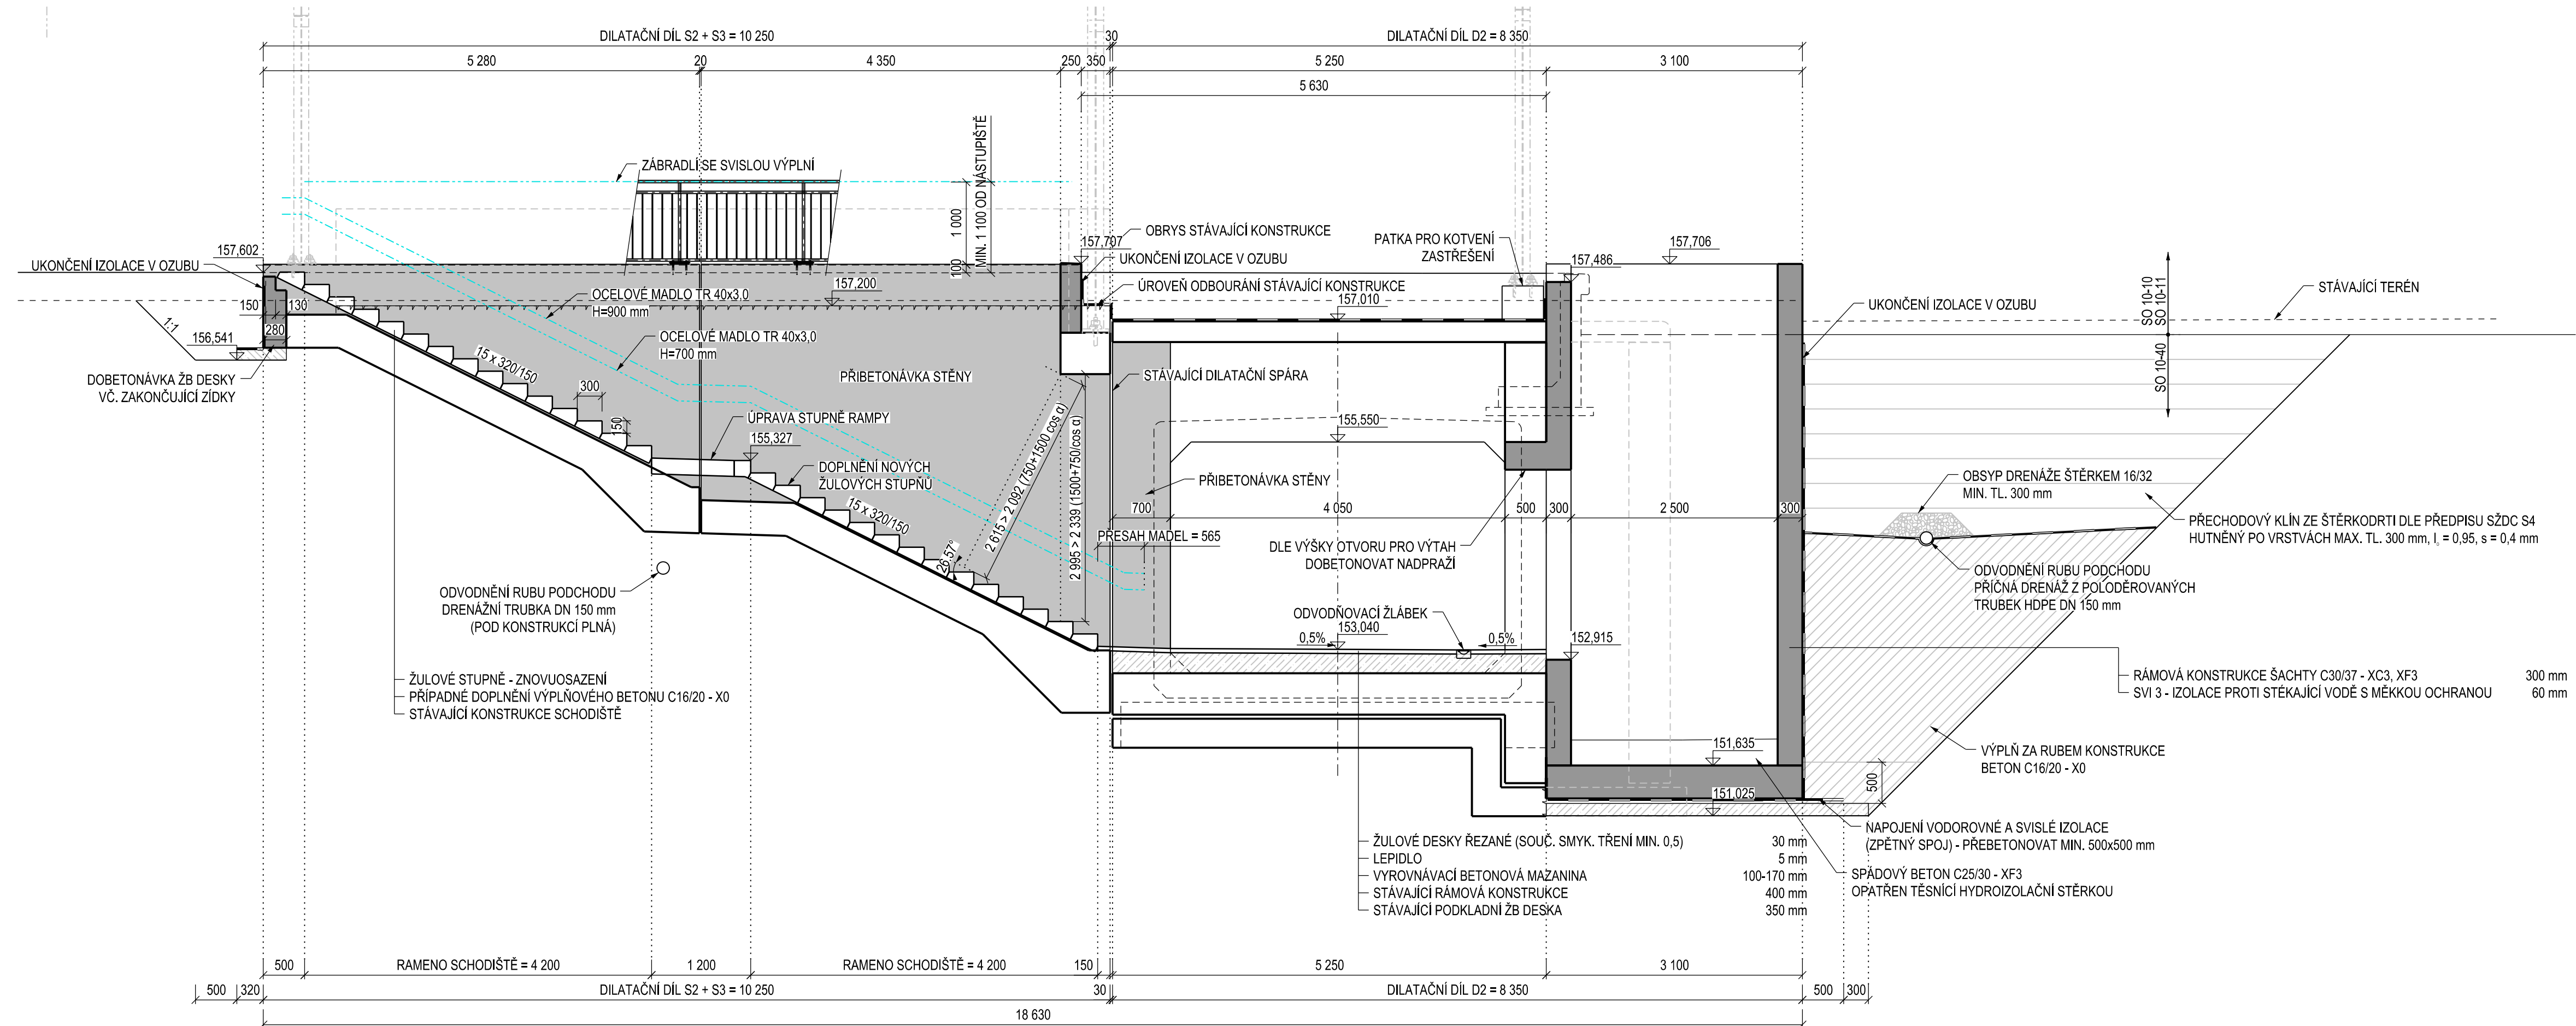 DILATAČNÍ DÍL S2 + S3 = 10 250
30
DILATAČNÍ DÍL D2 = 8 350
5 280
20
4 350
250
350
5 250
3 100
5 630
ZÁBRADLÍ SE SVISLOU VÝPLNÍ
1 000
100
MIN. 1 100 OD NÁSTUPIŠTĚ
157,602
UKONČENÍ IZOLACE V OZUBU
150
130
280
1:1
156,541
DOBETONÁVKA ŽB DESKY
VČ. ZAKONČUJÍCÍ ZÍDKY
OCELOVÉ MADLO TR 40x3,0
H=900 mm
OCELOVÉ MADLO TR 40x3,0
H=700 mm
157,200
157,707
OBRYS STÁVAJÍCÍ KONSTRUKCE
UKONČENÍ IZOLACE V OZUBU
ÚROVEŇ ODBOURÁNÍ STÁVAJÍCÍ KONSTRUKCE
157,010
PATKA PRO KOTVENÍ
ZASTŘEŠENÍ
157,486
157,706
UKONČENÍ IZOLACE V OZUBU
STÁVAJÍCÍ TERÉN
SO 10-10
SO 10-11
SO 10-40
15 x 320/150
300
150
PŘIBETONÁVKA STĚNY
STÁVAJÍCÍ DILATAČNÍ SPÁRA
ÚPRAVA STUPNĚ RAMPY
155,327
DOPLNĚNÍ NOVÝCH
ŽULOVÝCH STUPŇŮ
15 x 320/150
26,57°
2 615 > 2 092 (750+1500 cos α)
2 995 > 2 339 (1500+750/cos α)
155,550
PŘIBETONÁVKA STĚNY
700
4 050
500
300
2 500
300
PŘESAH MADEL = 565
DLE VÝŠKY OTVORU PRO VÝTAH
DOBETONOVAT NADPRAŽÍ
OBSYP DRENÁŽE ŠTĚRKEM 16/32
MIN. TL. 300 mm
PŘECHODOVÝ KLÍN ZE ŠTĚRKODRTI DLE PŘEDPISU SŽDC S4
HUTNĚNÝ PO VRSTVÁCH MAX. TL. 300 mm, I = 0,95, s = 0,4 mm
ODVODNĚNÍ RUBU PODCHODU
PŘÍČNÁ DRENÁŽ Z POLODĚROVANÝCH
TRUBEK HDPE DN 150 mm
ODVODNĚNÍ RUBU PODCHODU
DRENÁŽNÍ TRUBKA DN 150 mm
(POD KONSTRUKCÍ PLNÁ)
ODVODŇOVACÍ ŽLÁBEK
153,040
0,5%
0,5%
152,915
ŽULOVÉ STUPNĚ - ZNOVUOSAZENÍ
PŘÍPADNÉ DOPLNĚNÍ VÝPLŇOVÉHO BETONU C16/20 - X0
STÁVAJÍCÍ KONSTRUKCE SCHODIŠTĚ
RÁMOVÁ KONSTRUKCE ŠACHTY C30/37 - XC3, XF3 300 mm
SVI 3 - IZOLACE PROTI STÉKAJÍCÍ VODĚ S MĚKKOU OCHRANOU 60 mm
151,635
VÝPLŇ ZA RUBEM KONSTRUKCE
BETON C16/20 - X0
500
151,025
NAPOJENÍ VODOROVNÉ A SVISLÉ IZOLACE
(ZPĚTNÝ SPOJ) - PŘEBETONOVAT MIN. 500x500 mm
SPÁDOVÝ BETON C25/30 - XF3
OPATŘEN TĚSNÍCÍ HYDROIZOLAČNÍ STĚRKOU
ŽULOVÉ DESKY ŘEZANÉ (SOUČ. SMYK. TŘENÍ MIN. 0,5) 30 mm
LEPIDLO 5 mm
VYROVNÁVACÍ BETONOVÁ MAZANINA 100-170 mm
STÁVAJÍCÍ RÁMOVÁ KONSTRUKCE 400 mm
STÁVAJÍCÍ PODKLADNÍ ŽB DESKA 350 mm
500
RAMENO SCHODIŠTĚ = 4 200
1 200
RAMENO SCHODIŠTĚ = 4 200
150
5 250
3 100
500
320
DILATAČNÍ DÍL S2 + S3 = 10 250
30
DILATAČNÍ DÍL D2 = 8 350
500
300
18 630